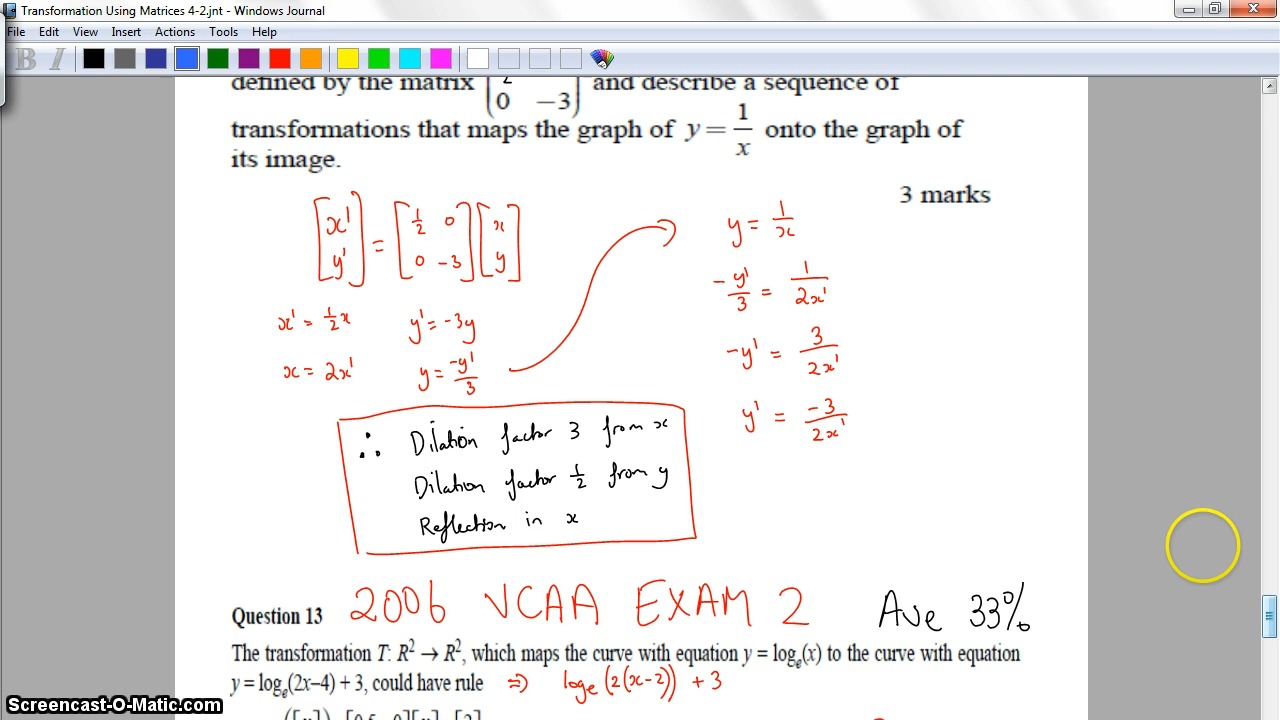 Transformation Using Matrices 4-2.jnt - Windows Journal
File Edit View Insert Actions Tools Help
B I
defined by the matrix [2 0 −3] and describe a sequence of
transformations that maps the graph of y = 1/x onto the graph of
its image.
3 marks
[x' y'] = [1/2 0 0 -3] [x y]
x' = 1/2 x y' = -3y
x = 2x' y = -y'/3
y = 1/x
-y'/3 = 1/2x'
-y' = 3/2x'
y' = -3/2x'
∴ Dilation factor 3 from x
Dilation factor 1/2 from y
Reflection in x
2006 VCAA EXAM 2 Ave 33%
Question 13
The transformation T: R² → R², which maps the curve with equation y = logₑ(x) to the curve with equation
y = logₑ(2x–4) + 3, could have rule ⇒ logₑ(2(x-2)) + 3
Screencast-O-Matic.com